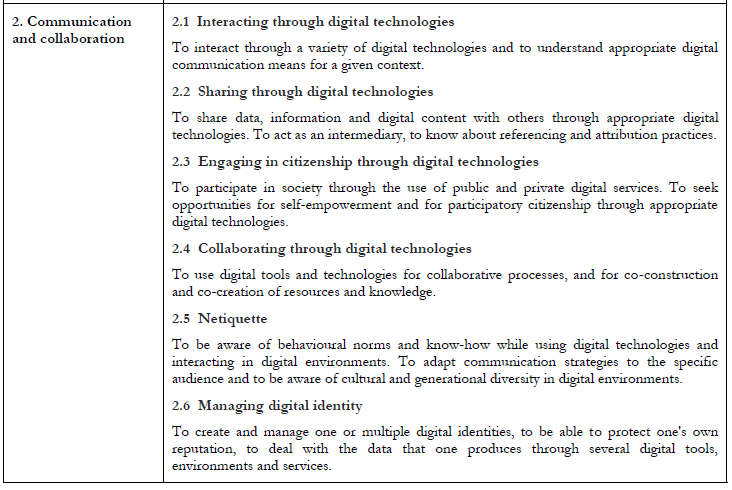 2. Communication
and collaboration
2.1 Interacting through digital technologies
To interact through a variety of digital technologies and to understand appropriate digital
communication means for a given context.
2.2 Sharing through digital technologies
To share data, information and digital content with others through appropriate digital
technologies. To act as an intermediary, to know about referencing and attribution practices.
2.3 Engaging in citizenship through digital technologies
To participate in society through the use of public and private digital services. To seek
opportunities for self-empowerment and for participatory citizenship through appropriate
digital technologies.
2.4 Collaborating through digital technologies
To use digital tools and technologies for collaborative processes, and for co-construction
and co-creation of resources and knowledge.
2.5 Netiquette
To be aware of behavioural norms and know-how while using digital technologies and
interacting in digital environments. To adapt communication strategies to the specific
audience and to be aware of cultural and generational diversity in digital environments.
2.6 Managing digital identity
To create and manage one or multiple digital identities, to be able to protect one's own
reputation, to deal with the data that one produces through several digital tools,
environments and services.